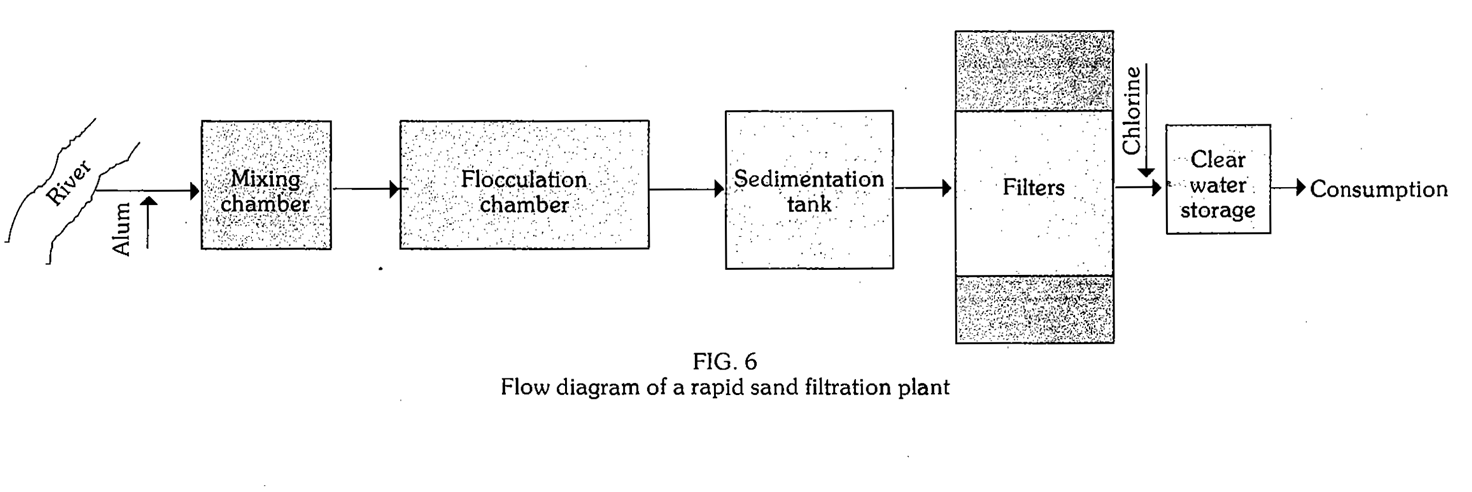 River
Alum
Mixing
chamber
Flocculation
chamber
Sedimentation
tank
Filters
Chlorine
Clear
water
storage
Consumption
FIG. 6
Flow diagram of a rapid sand filtration plant